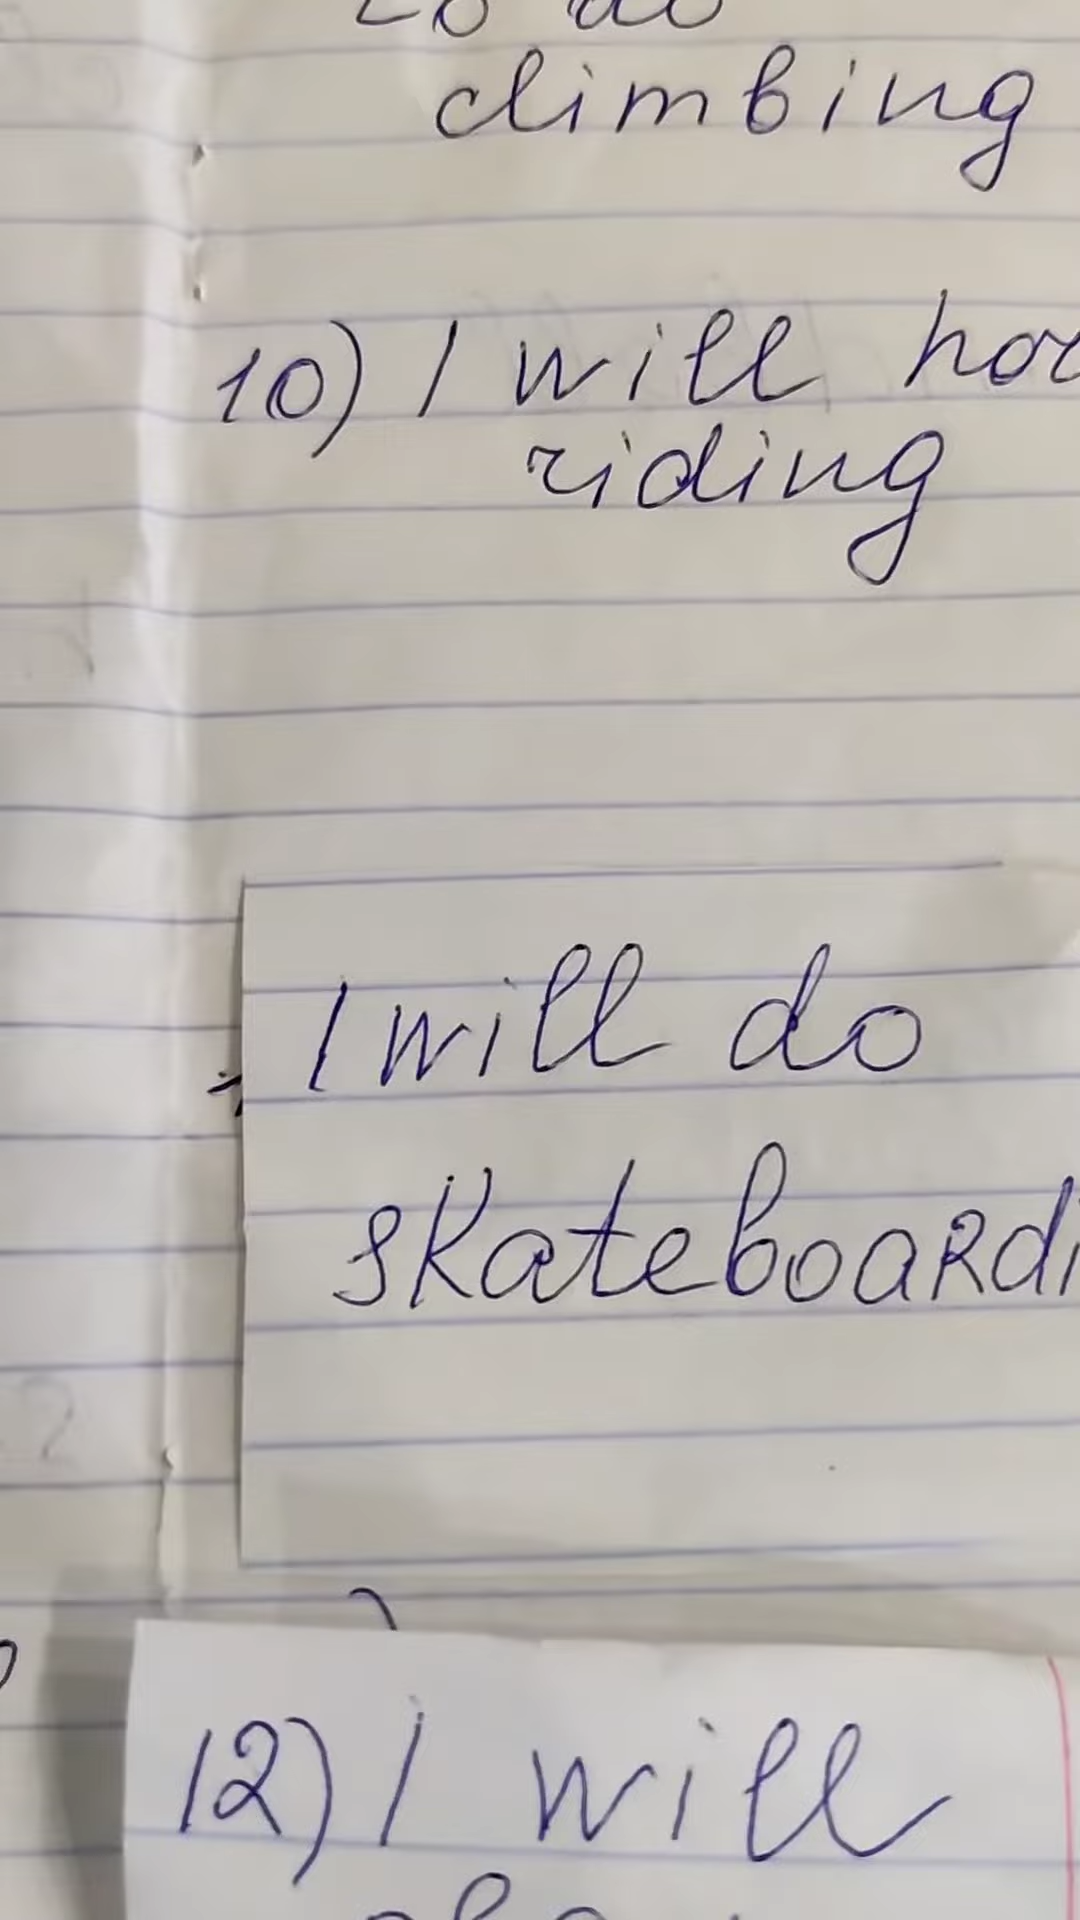 climbing
10) I will
riding
I will do
skateboardi
12) I will